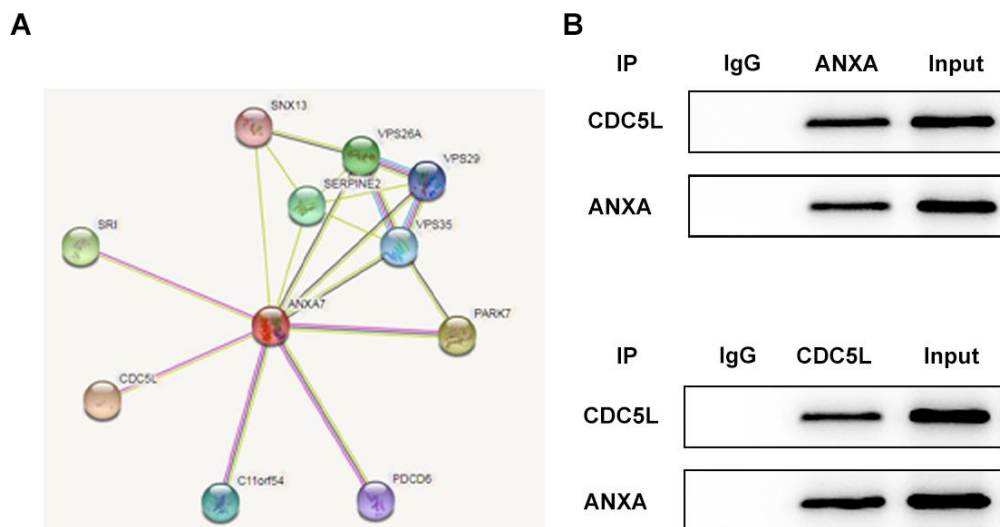 A
SNX13
VPS26A
VPS29
SERPINE2
VPS35
SRI
ANXA7
PARK7
CDC5L
C11orf54
PDCD6
B
IP IgG ANXA Input
CDC5L
ANXA
IP IgG CDC5L Input
CDC5L
ANXA